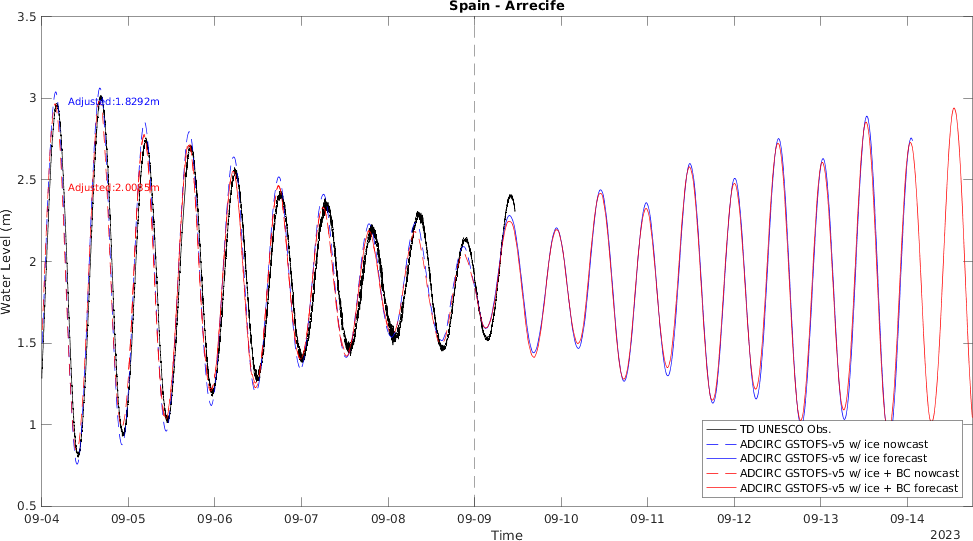 Spain - Arrecife
3.5
3
2.5
2
1.5
1
0.5
Water Level (m)
Adjusted:1.8292m
Adjusted:2.0035m
TD UNESCO Obs.
ADCIRC GSTOFS-v5 w/ ice nowcast
ADCIRC GSTOFS-v5 w/ ice forecast
ADCIRC GSTOFS-v5 w/ ice + BC nowcast
ADCIRC GSTOFS-v5 w/ ice + BC forecast
09-04 09-05 09-06 09-07 09-08 09-09 09-10 09-11 09-12 09-13 09-14
Time
2023